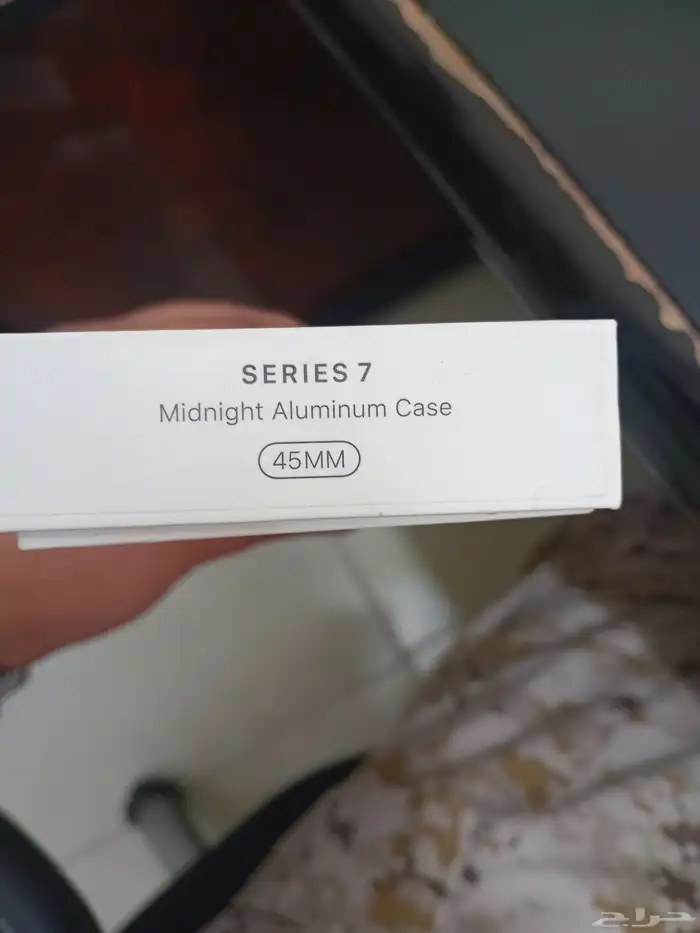 SERIES 7
Midnight Aluminum Case
45MM
حراج